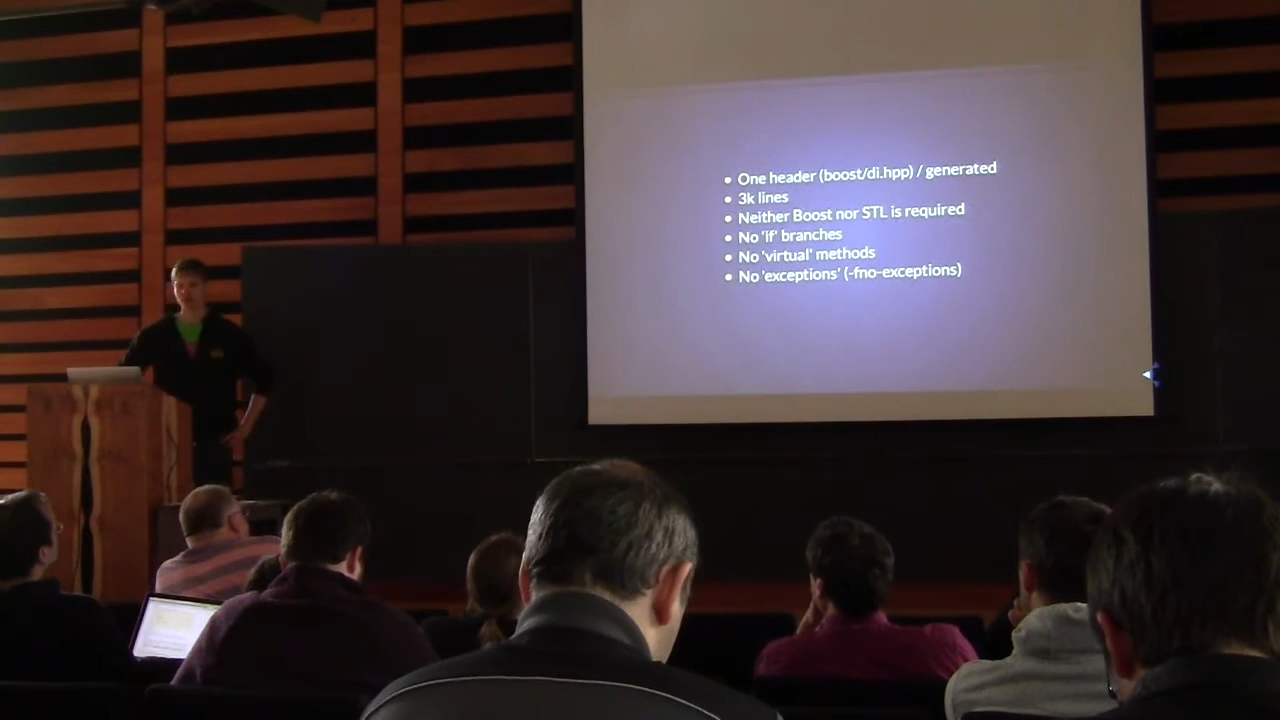 • One header (boost/di.hpp) / generated
• 3k lines
• Neither Boost nor STL is required
• No 'if' branches
• No 'virtual' methods
• No 'exceptions' (-fno-exceptions)